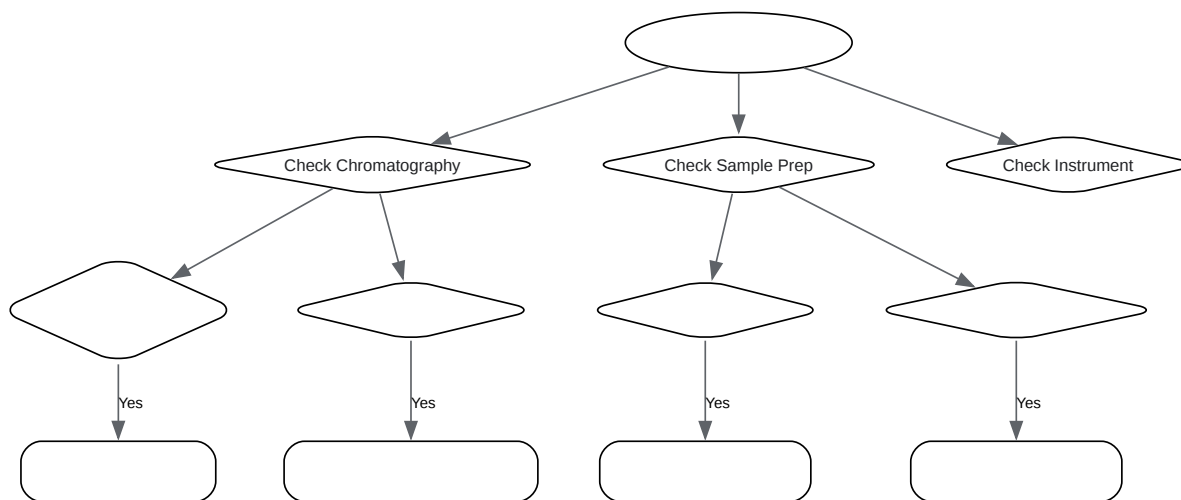 Check Chromatography
Check Sample Prep
Check Instrument
Yes
Yes
Yes
Yes